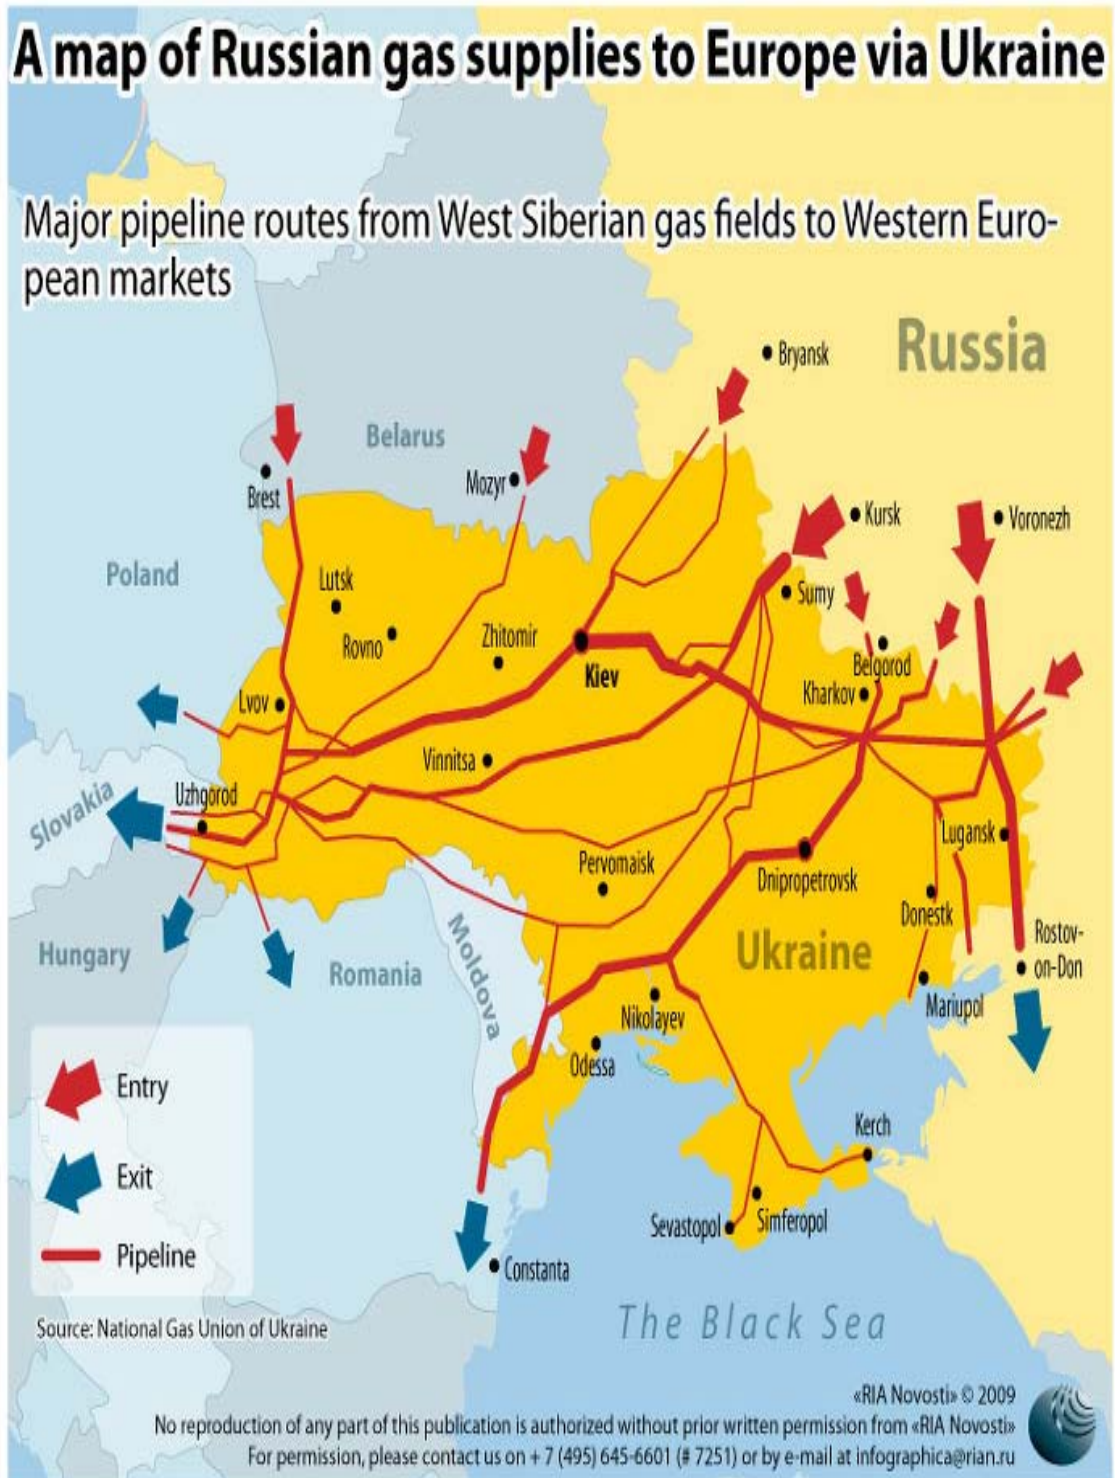 A map of Russian gas supplies to Europe via Ukraine
Major pipeline routes from West Siberian gas fields to Western Euro-
pean markets
Russia
Bryansk
Belarus
Mozyr
Brest
Kursk
Voronezh
Poland
Lutsk
Sumy
Rovno
Zhitomir
Kiev
Belgorod
Kharkov
Lvov
Vinnitsa
Uzhgorod
Slovakia
Lugansk
Pervomaisk
Dnipropetrovsk
Donestk
Hungary
Romania
Moldova
Ukraine
Rostov-
on-Don
Mariupol
Nikolayev
Odessa
Entry
Exit
Pipeline
Kerch
Sevastopol
Simferopol
Constanta
The Black Sea
Source: National Gas Union of Ukraine
«RIA Novosti» © 2009
No reproduction of any part of this publication is authorized without prior written permission from «RIA Novosti»
For permission, please contact us on + 7 (495) 645-6601 (# 7251) or by e-mail at infographica@rian.ru